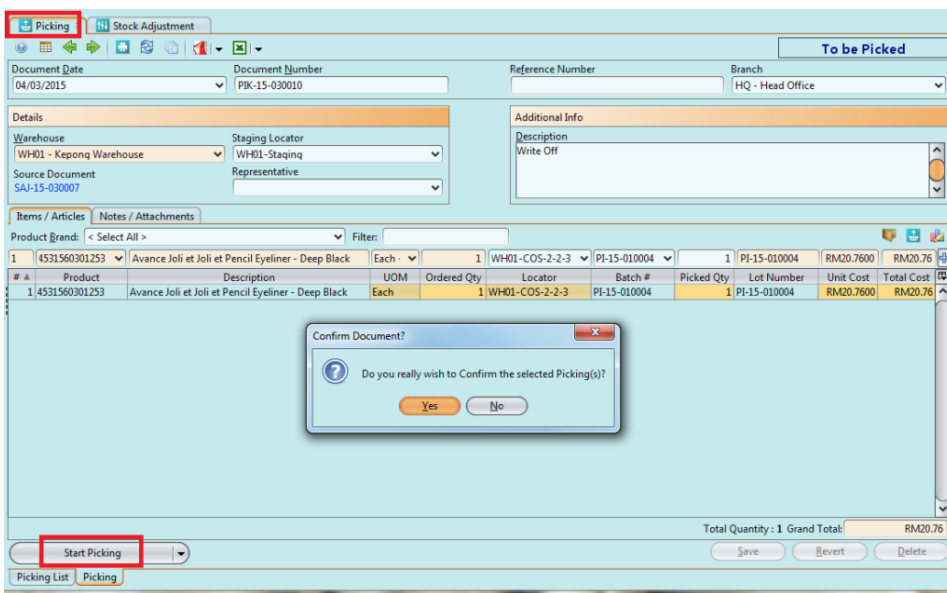 Picking Stock Adjustment
To be Picked
Document Date Document Number Reference Number Branch
04/03/2015 PIK-15-030010 HQ - Head Office
Details Additional Info
Warehouse Staging Locator Description
WH01 - Kepong Warehouse WH01-Staging Write Off
Source Document Representative
SAJ-15-030007
Items / Articles Notes / Attachments
Product Brand: < Select All > Filter:
1 4531560301253 Avance Joli et Joli et Pencil Eyeliner - Deep Black Each - 1 WH01-COS-2-2-3 PI-15-010004 1 PI-15-010004 RM20.7600 RM20.76
# Product Description UOM Ordered Qty Locator Batch # Picked Qty Lot Number Unit Cost Total Cost
1 4531560301253 Avance Joli et Joli et Pencil Eyeliner - Deep Black Each 1 WH01-COS-2-2-3 PI-15-010004 1 PI-15-010004 RM20.7600 RM20.76
Confirm Document?
Do you really wish to Confirm the selected Picking(s)?
Yes No
Total Quantity : 1 Grand Total: RM20.76
Start Picking Save Revert Delete
Picking List Picking